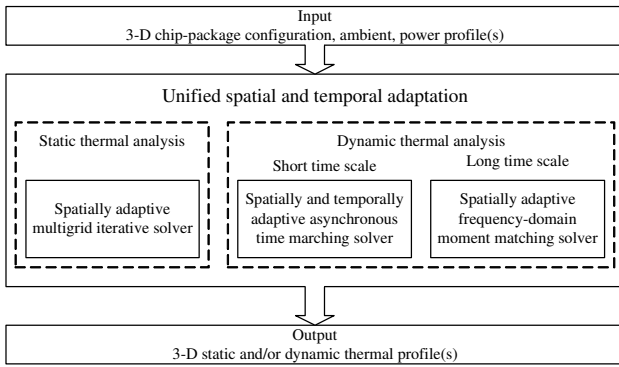 Input
3-D chip-package configuration, ambient, power profile(s)
Unified spatial and temporal adaptation
Static thermal analysis
Spatially adaptive
multigrid iterative solver
Dynamic thermal analysis
Short time scale
Spatially and temporally
adaptive asynchronous
time marching solver
Long time scale
Spatially adaptive
frequency-domain
moment matching solver
Output
3-D static and/or dynamic thermal profile(s)